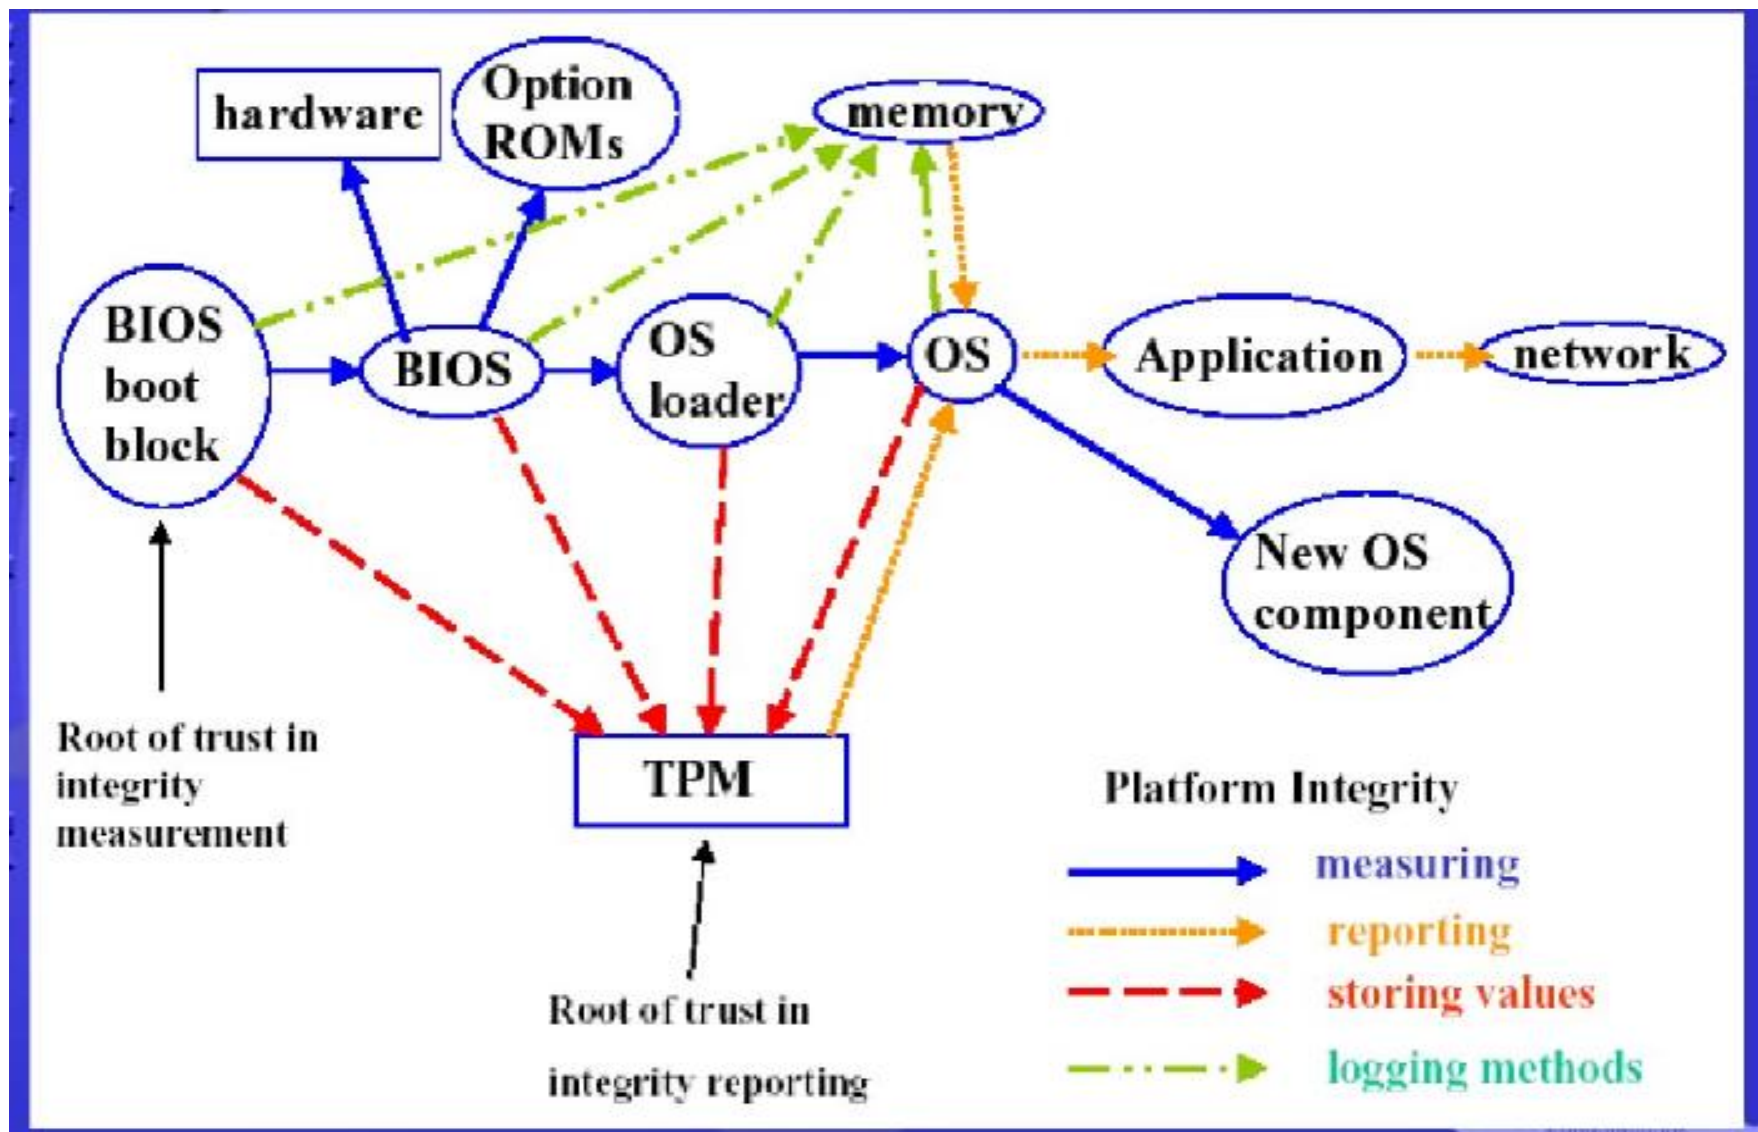 hardware
Option
ROMs
memory
BIOS
boot
block
BIOS
OS
loader
OS
Application
network
New OS
component
Root of trust in
integrity
measurement
TPM
Root of trust in
integrity reporting
Platform Integrity
measuring
reporting
storing values
logging methods